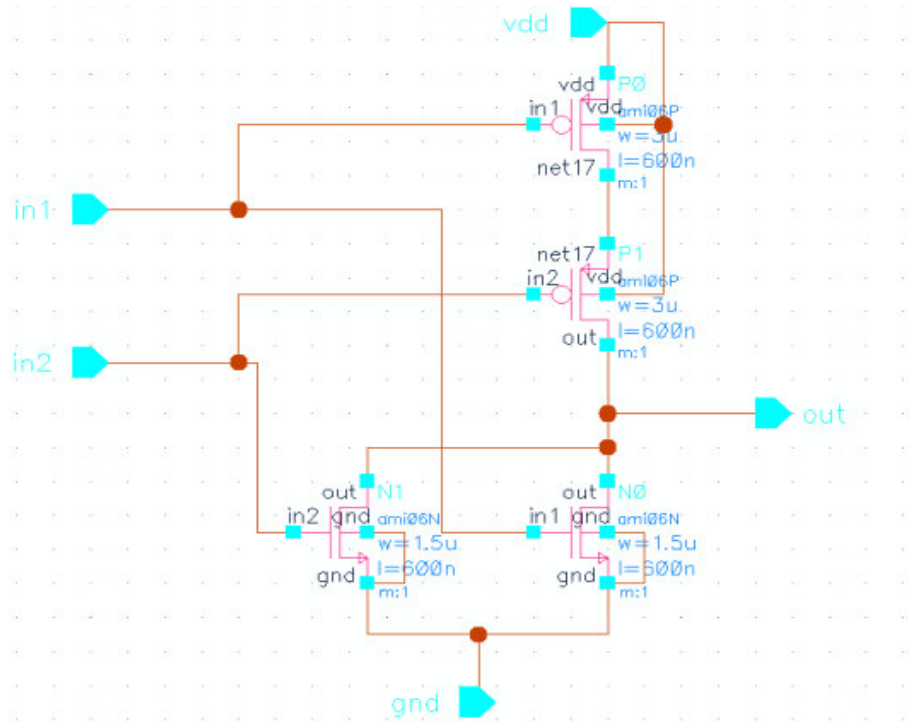 vdd
vdd
P0
in1
vdd
ami06P
w=3u
l=600n
net17
m:1
in1
net17
P1
in2
vdd
ami06P
w=3u
l=600n
out
m:1
in2
out
out
N1
in2
gnd
ami06N
w=1.5u
l=600n
gnd
m:1
out
N0
in1
gnd
ami06N
w=1.5u
l=600n
gnd
m:1
gnd